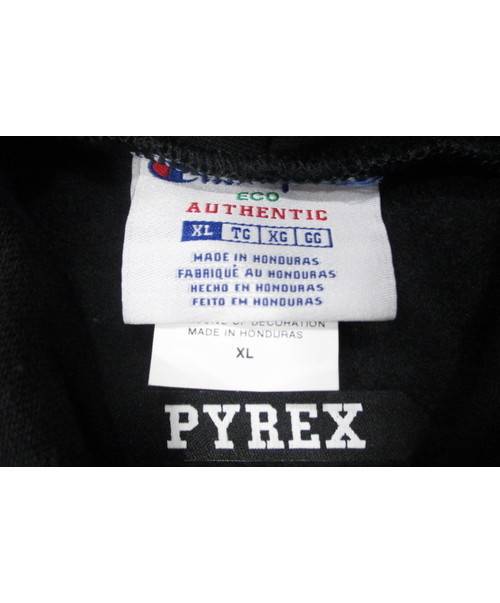 ECO
AUTHENTIC
XL TG XG GG
MADE IN HONDURAS
FABRIQUÉ AU HONDURAS
HECHO EN HONDURAS
FEITO EM HONDURAS
OF DECORATION
MADE IN HONDURAS
XL
PYREX